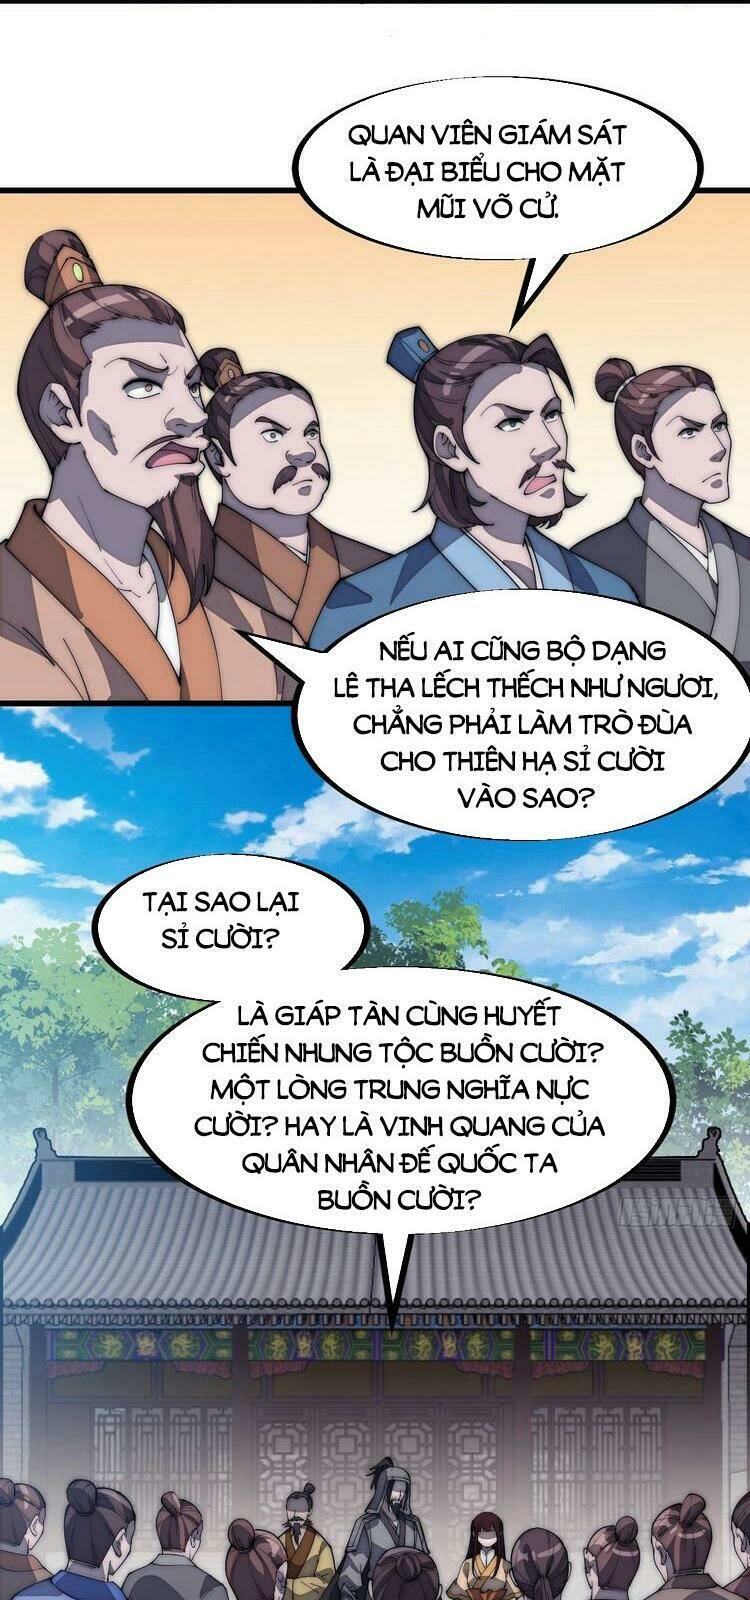 QUAN VIÊN GIÁM SÁT
LÀ ĐẠI BIỂU CHO MẶT
MŨI VÕ CỬ.
NẾU AI CŨNG BỘ DẠNG
LÊ THA LẾCH THẾCH NHƯ NGƯƠI,
CHẲNG PHẢI LÀM TRÒ ĐÙA
CHO THIÊN HẠ SỈ CƯỜI
VÀO SAO?
TẠI SAO LẠI
SỈ CƯỜI?
LÀ GIÁP TÀN CÙNG HUYẾT
CHIẾN NHUNG TỘC BUỒN CƯỜI?
MỘT LÒNG TRUNG NGHĨA NỰC
CƯỜI? HAY LÀ VINH QUANG CỦA
QUÂN NHÂN ĐẾ QUỐC TA
BUỒN CƯỜI?